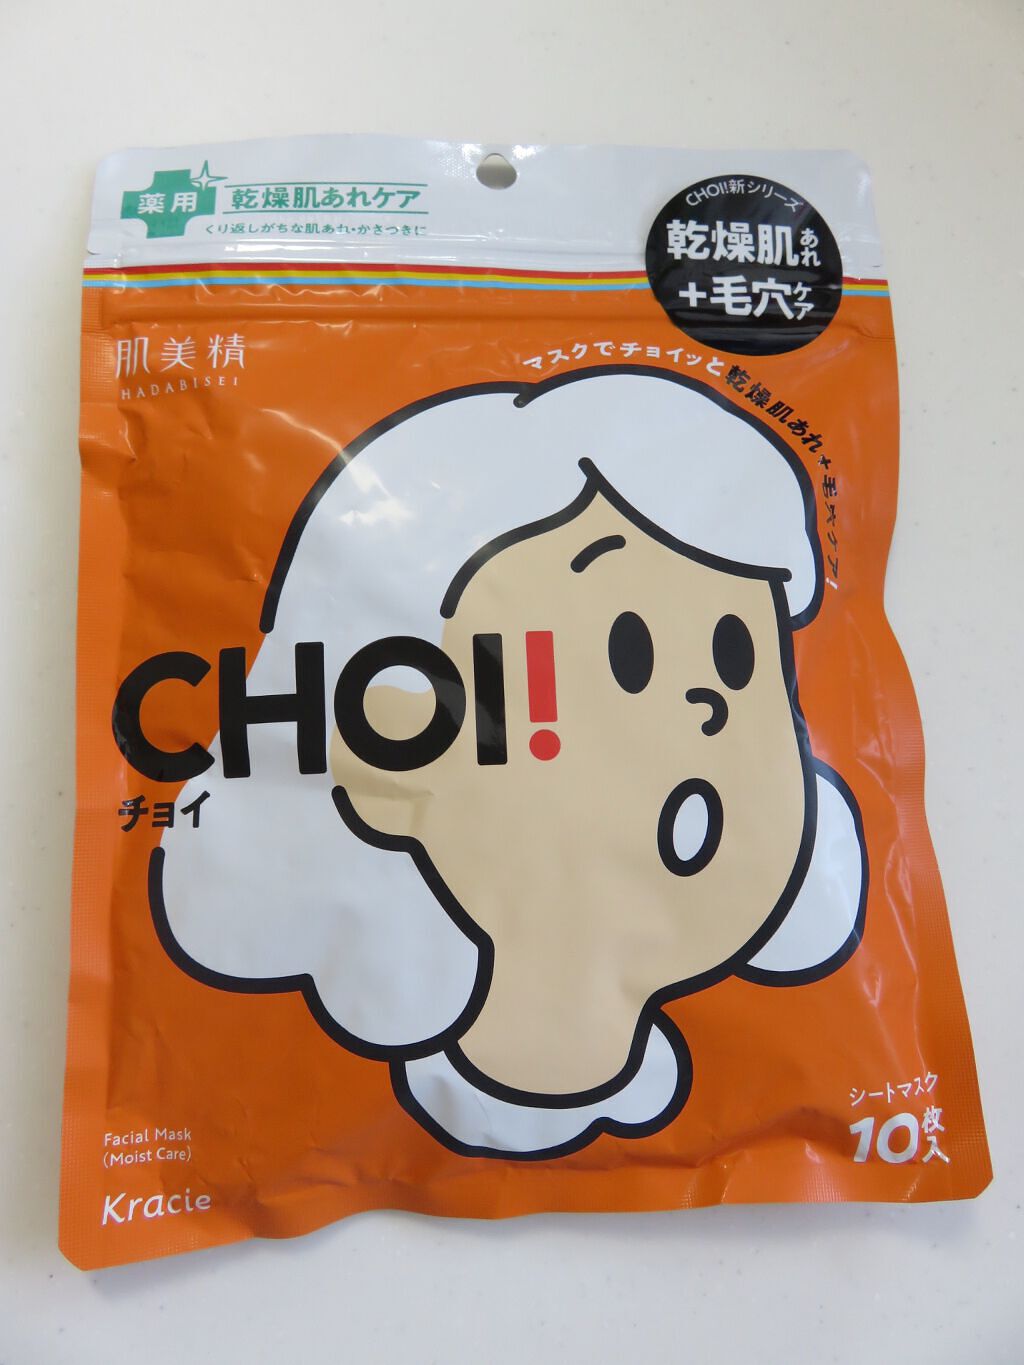 薬用
乾燥肌あれケア
くり返しがちな肌あれ・かさつきに
CHOI!新シリーズ
乾燥肌あれ
+毛穴ケア
肌美精
HADABISEI
マスクでチョイッと乾燥肌あれ+毛穴ケア!
CHOI!
チョイ
Facial Mask
(Moist Care)
Kracie
シートマスク
10枚入